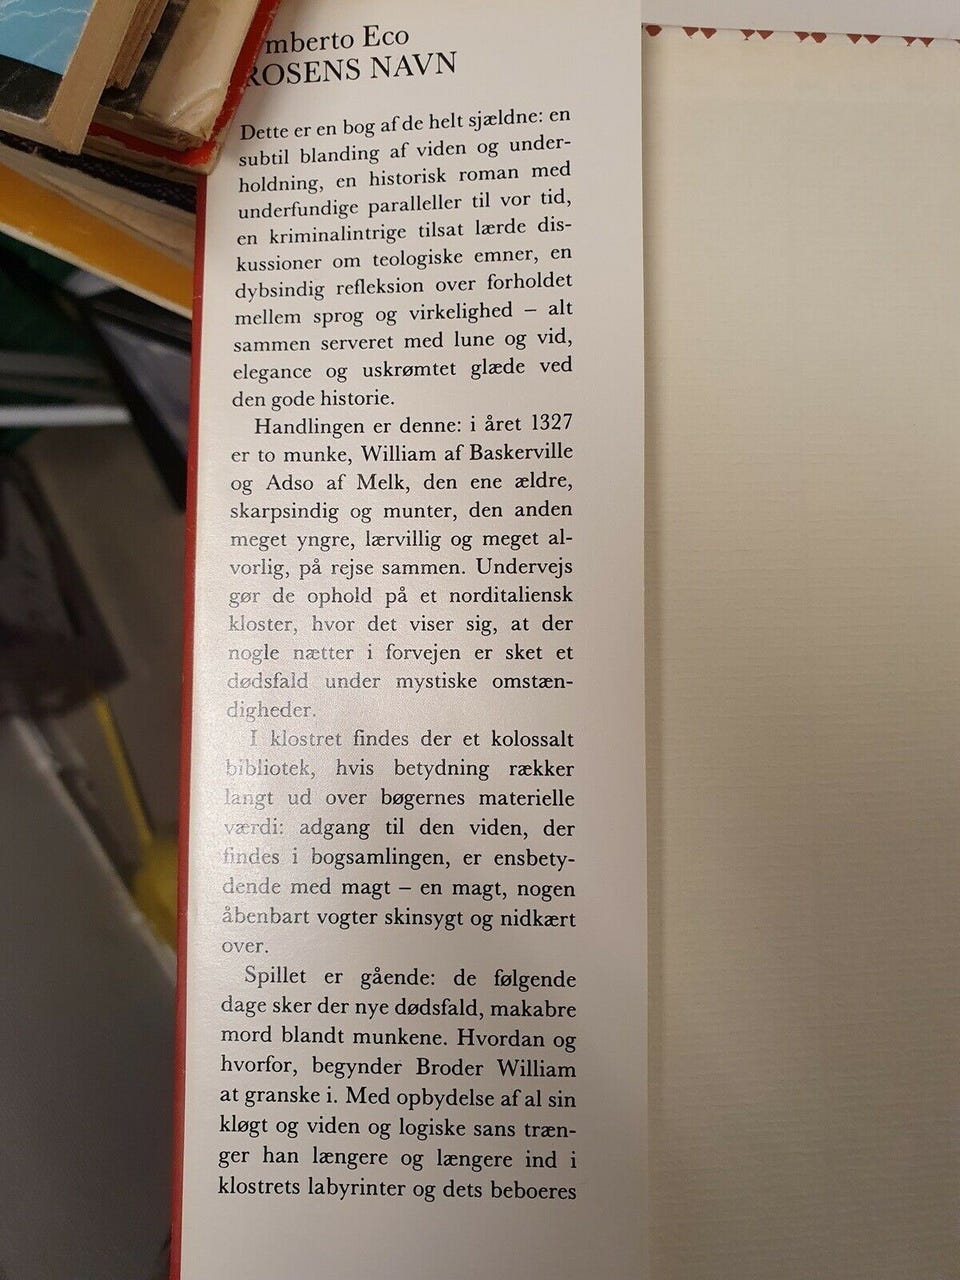 mberto Eco
ROSENS NAVN
Dette er en bog af de helt sjældne: en
subtil blanding af viden og under-
holdning, en historisk roman med
underfundige paralleller til vor tid,
en kriminalintrige tilsat lærde dis-
kussioner om teologiske emner, en
dybsindig refleksion over forholdet
mellem sprog og virkelighed – alt
sammen serveret med lune og vid,
elegance og uskrømtet glæde ved
den gode historie.
Handlingen er denne: i året 1327
er to munke, William af Baskerville
og Adso af Melk, den ene ældre,
skarpsindig og munter, den anden
meget yngre, lærvillig og meget al-
vorlig, på rejse sammen. Undervejs
gør de ophold på et norditaliensk
kloster, hvor det viser sig, at der
nogle nætter i forvejen er sket et
dødsfald under mystiske omstæn-
digheder.
I klostret findes der et kolossalt
bibliotek, hvis betydning rækker
langt ud over bøgernes materielle
værdi: adgang til den viden, der
findes i bogsamlingen, er ensbety-
dende med magt – en magt, nogen
åbenbart vogter skinsygt og nidkært
over.
Spillet er gående: de følgende
dage sker der nye dødsfald, makabre
mord blandt munkene. Hvordan og
hvorfor, begynder Broder William
at granske i. Med opbydelse af al sin
kløgt og viden og logiske sans træn-
ger han længere og længere ind i
klostrets labyrinter og dets beboeres